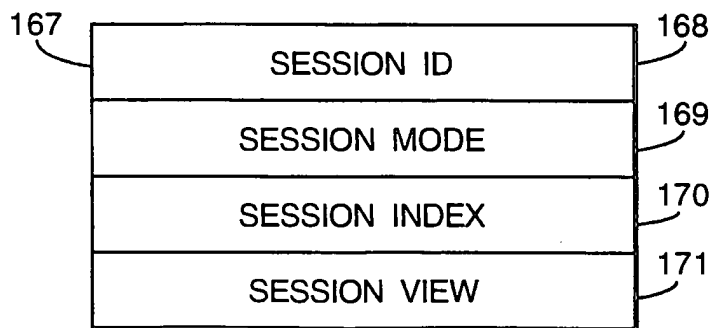 167
168
SESSION ID
169
SESSION MODE
170
SESSION INDEX
171
SESSION VIEW